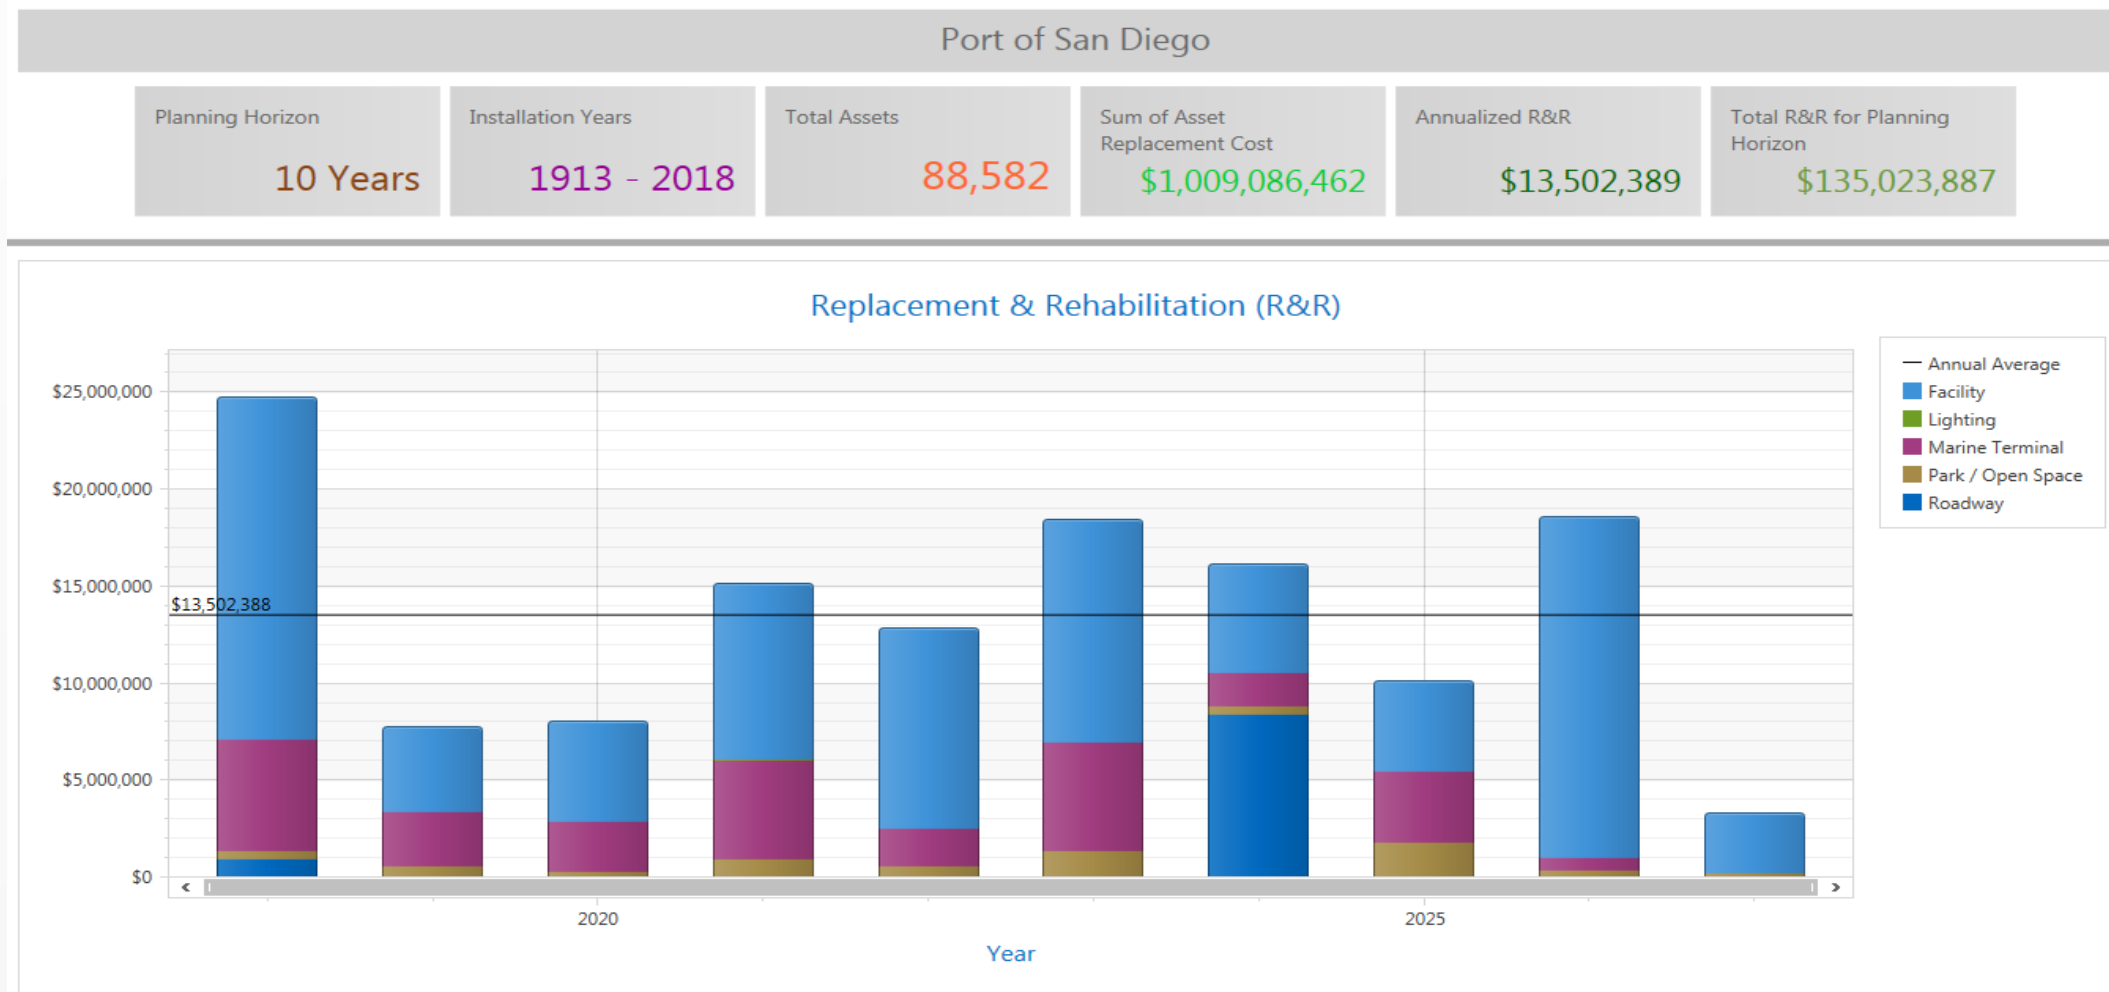 Port of San Diego
Planning Horizon
10 Years
Installation Years
1913 - 2018
Total Assets
88,582
Sum of Asset
Replacement Cost
$1,009,086,462
Annualized R&R
$13,502,389
Total R&R for Planning
Horizon
$135,023,887
Replacement & Rehabilitation (R&R)
$25,000,000
$20,000,000
$15,000,000
$13,502,388
$10,000,000
$5,000,000
$0
2020
2025
Year
Annual Average
Facility
Lighting
Marine Terminal
Park / Open Space
Roadway